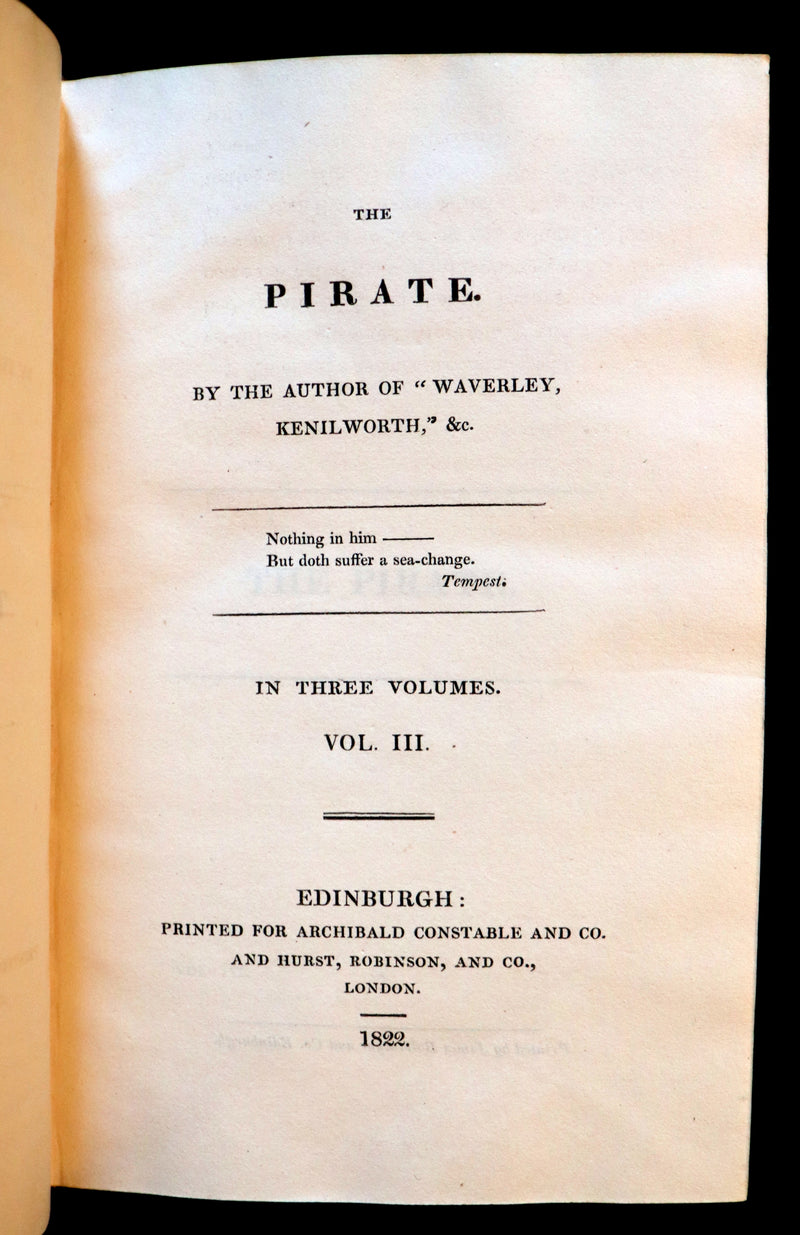 THE
PIRATE.
BY THE AUTHOR OF “WAVERLEY,
KENILWORTH,” &c.
Nothing in him ———
But doth suffer a sea-change.
Tempest.
IN THREE VOLUMES.
VOL. III.
EDINBURGH:
PRINTED FOR ARCHIBALD CONSTABLE AND CO.
AND HURST, ROBINSON, AND CO.,
LONDON.
1822.